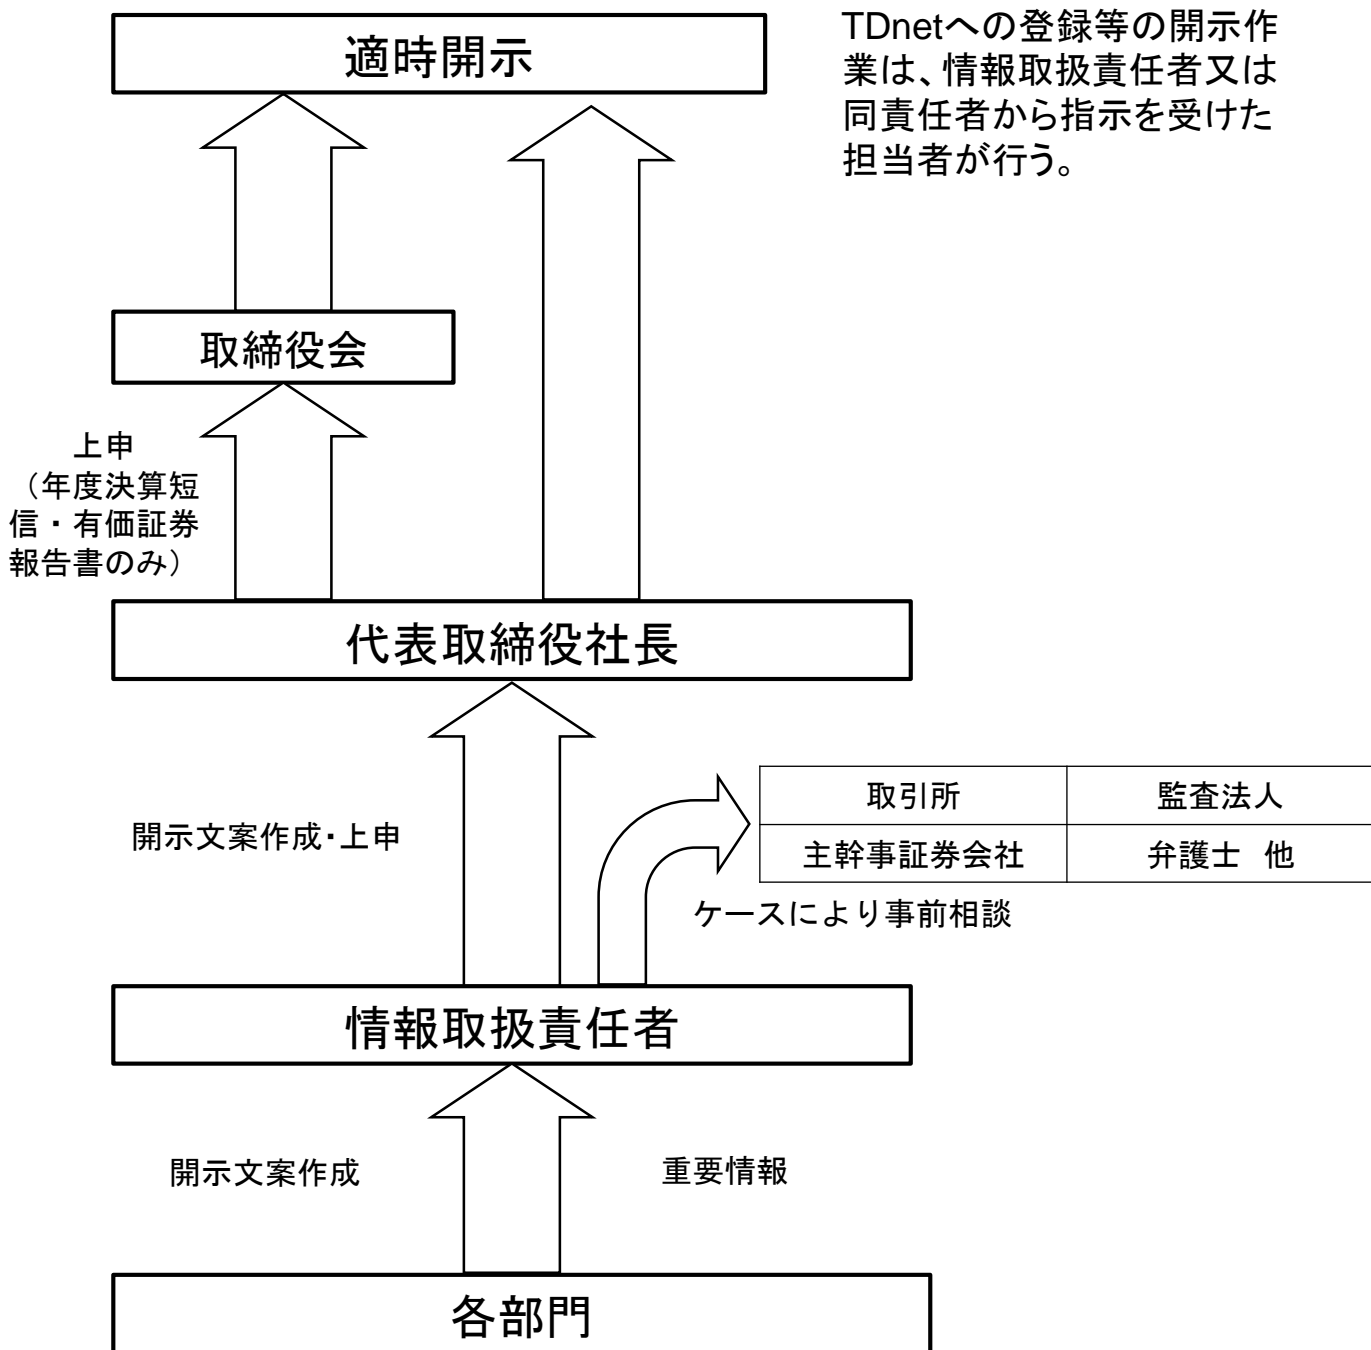 適時開示
TDnetへの登録等の開示作
業は、情報取扱責任者又は
同責任者から指示を受けた
担当者が行う。
取締役会
上申
（年度決算短
信・有価証券
報告書のみ）
代表取締役社長
開示文案作成・上申
取引所 監査法人
主幹事証券会社 弁護士　他
ケースにより事前相談
情報取扱責任者
開示文案作成 重要情報
各部門